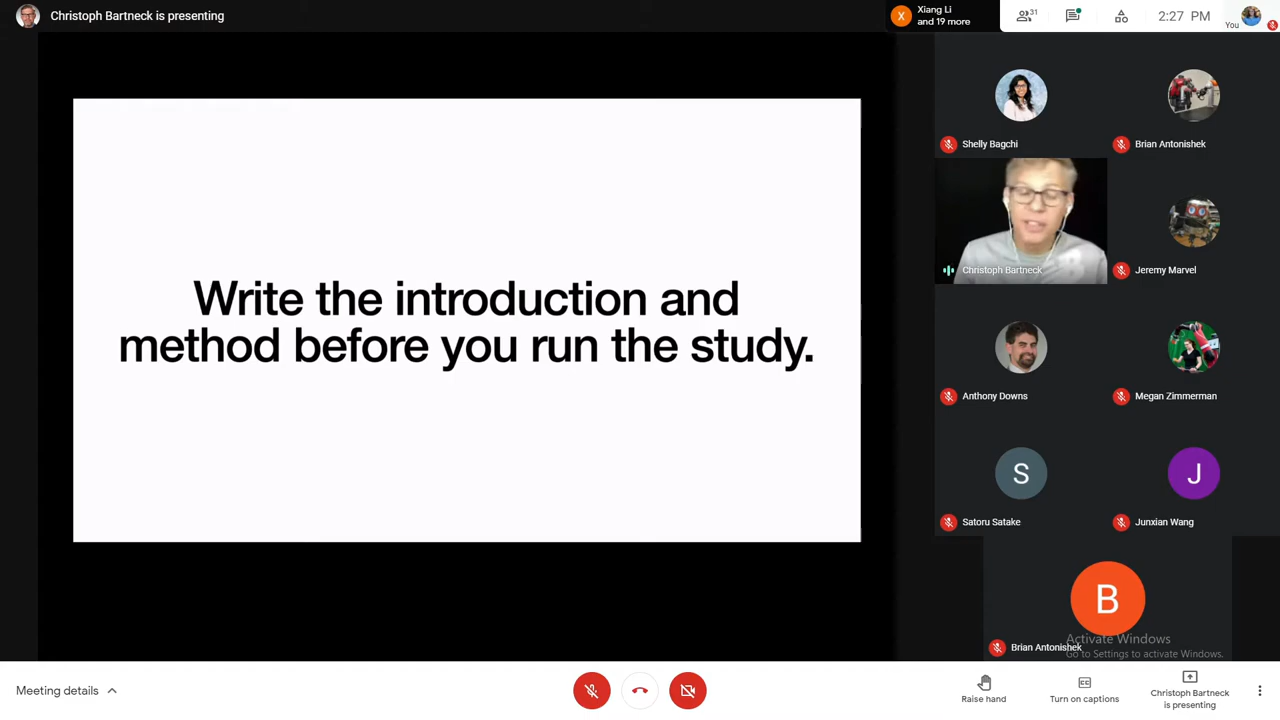 Christoph Bartneck is presenting
Xiang Li
and 19 more
31
2:27 PM
You
Write the introduction and
method before you run the study.
Shelly Bagchi
Brian Antonishek
Christoph Bartneck
Jeremy Marvel
Anthony Downs
Megan Zimmerman
S
J
Satoru Satake
Junxian Wang
B
Brian Antonishek
Activate Windows
Go to Settings to activate Windows.
Meeting details
Raise hand
Turn on captions
Christoph Bartneck
is presenting
X